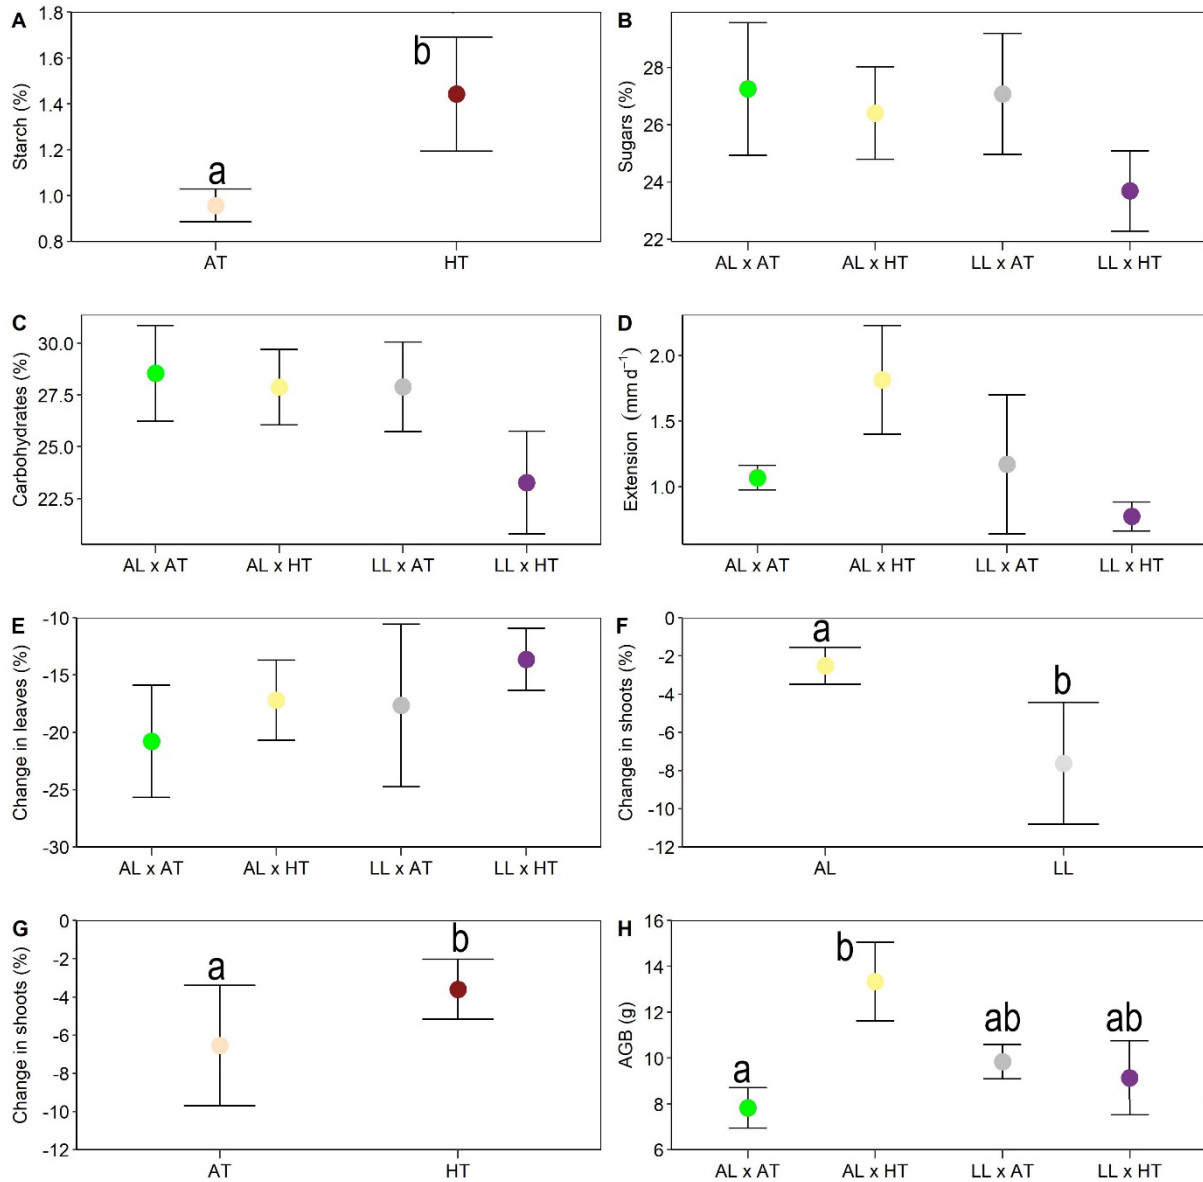 A
Starch (%)
1.8
1.6
1.4
1.2
1.0
0.8
a
b
AT
HT
B
Sugars (%)
28
26
24
22
AL x AT
AL x HT
LL x AT
LL x HT
C
Carbohydrates (%)
30.0
27.5
25.0
22.5
AL x AT
AL x HT
LL x AT
LL x HT
D
Extension (mm d⁻¹)
2.0
1.5
1.0
AL x AT
AL x HT
LL x AT
LL x HT
E
Change in leaves (%)
-10
-15
-20
-25
-30
AL x AT
AL x HT
LL x AT
LL x HT
F
Change in shoots (%)
0
-2
-4
-6
-8
-10
-12
a
b
AL
LL
G
Change in shoots (%)
0
-2
-4
-6
-8
-10
-12
a
b
AT
HT
H
AGB (g)
16
14
12
10
8
6
a
b
ab
ab
AL x AT
AL x HT
LL x AT
LL x HT